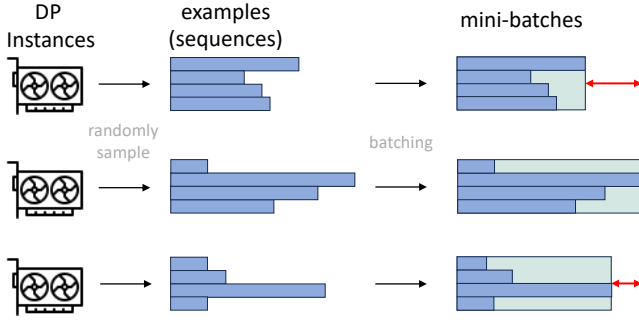 DP
Instances
examples
(sequences)
mini-batches
randomly
sample
batching